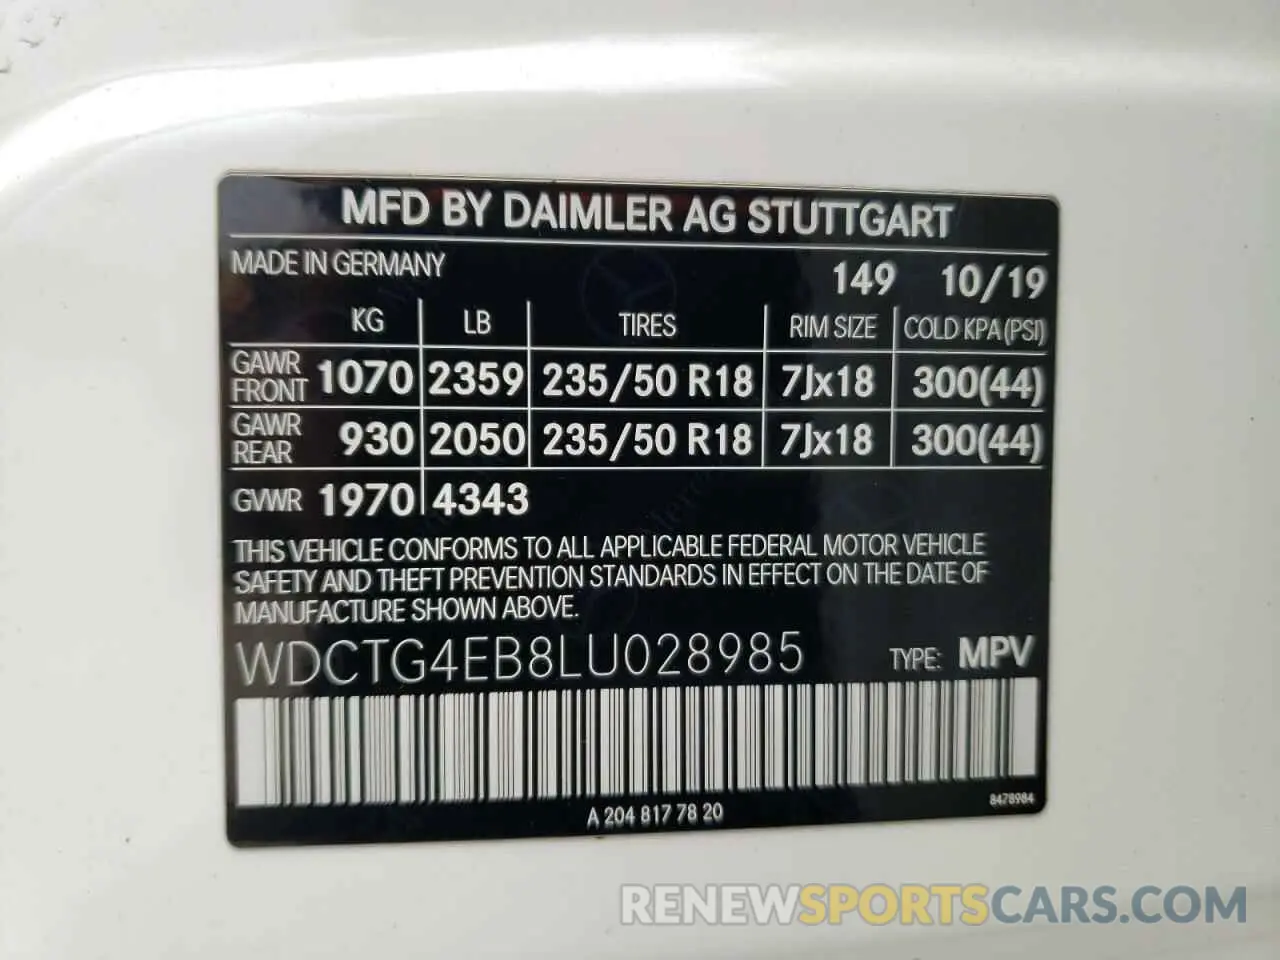 MFD BY DAIMLER AG STUTTGART
MADE IN GERMANY 149 10/19
KG LB TIRES RIM SIZE COLD KPA (PSI)
GAWR FRONT 1070 2359 235/50 R18 7Jx18 300(44)
GAWR REAR 930 2050 235/50 R18 7Jx18 300(44)
GVWR 1970 4343
THIS VEHICLE CONFORMS TO ALL APPLICABLE FEDERAL MOTOR VEHICLE
SAFETY AND THEFT PREVENTION STANDARDS IN EFFECT ON THE DATE OF
MANUFACTURE SHOWN ABOVE.
WDCTG4EB8LU028985 TYPE: MPV
8478984
A 204 817 78 20
RENEWSPORTSCARS.COM